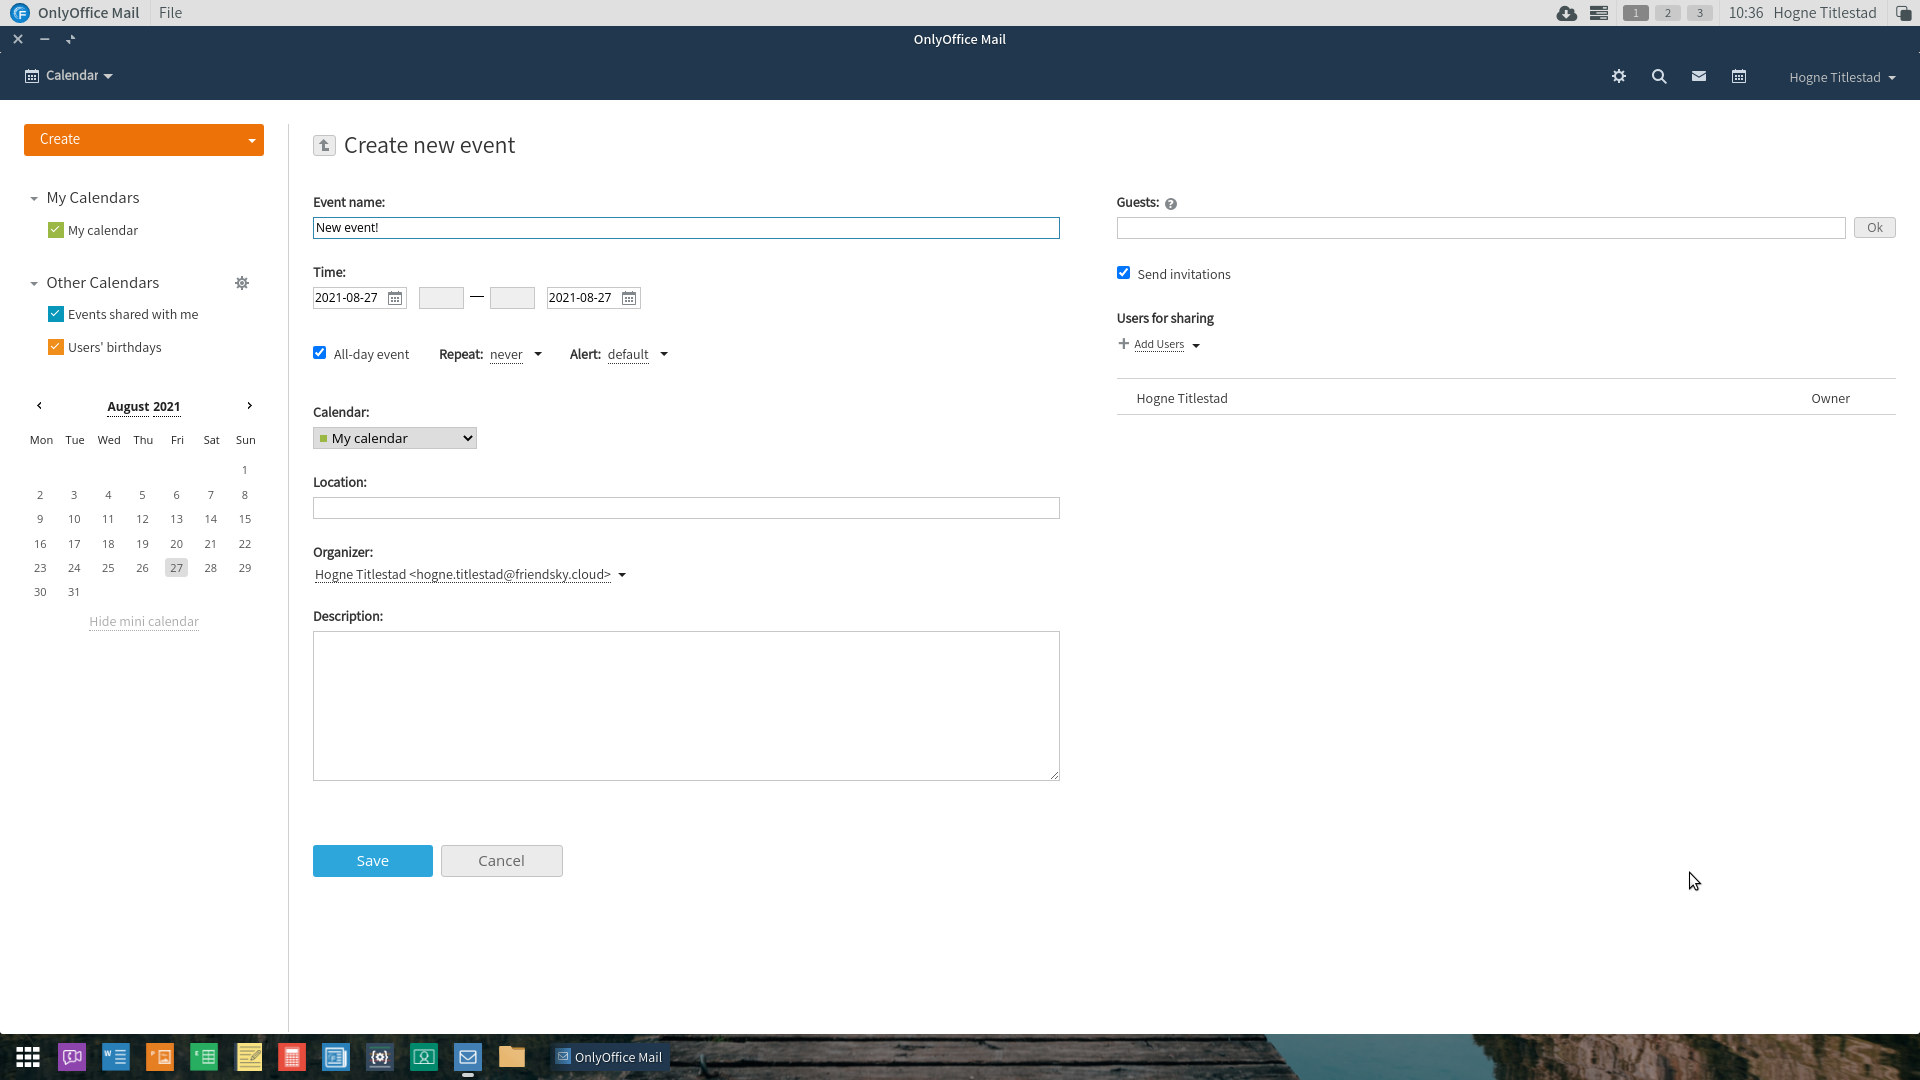 OnlyOffice Mail File 1 2 3 10:36 Hogne Titlestad
OnlyOffice Mail
Calendar Hogne Titlestad
Create
My Calendars
My calendar
Other Calendars
Events shared with me
Users' birthdays
August 2021
Mon Tue Wed Thu Fri Sat Sun
1
2 3 4 5 6 7 8
9 10 11 12 13 14 15
16 17 18 19 20 21 22
23 24 25 26 27 28 29
30 31
Hide mini calendar
Create new event
Event name:
New event!
Time:
2021-08-27 — 2021-08-27
All-day event Repeat: never Alert: default
Calendar:
My calendar
Location:
Organizer:
Hogne Titlestad <hogne.titlestad@friendsky.cloud>
Description:
Save Cancel
Guests: ?
Ok
Send invitations
Users for sharing
+ Add Users
Hogne Titlestad Owner
OnlyOffice Mail